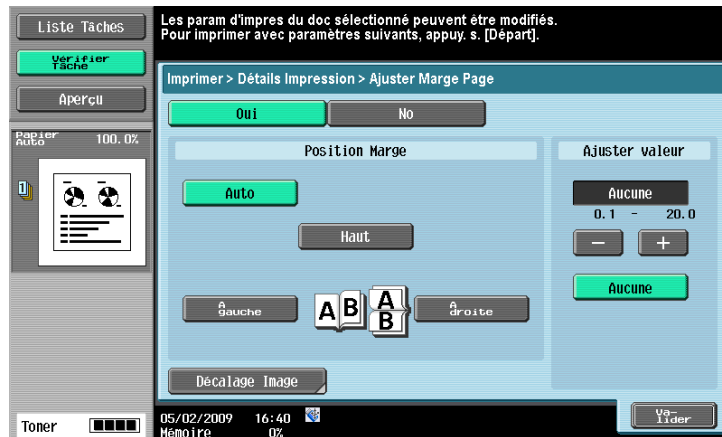 Liste Tâches
Vérifier
Tâche
Aperçu
Papier
Auto 100.0%
1
Toner
Les param d'impres du doc sélectionné peuvent être modifiés.
Pour imprimer avec paramètres suivants, appuy. s. [Départ].
Imprimer > Détails Impression > Ajuster Marge Page
Oui No
Position Marge
Auto
Haut
À
gauche
A B A
B
À
droite
Décalage Image
Ajuster valeur
Aucune
0.1 - 20.0
− +
Aucune
05/02/2009 16:40
Mémoire 0%
Va-
lider